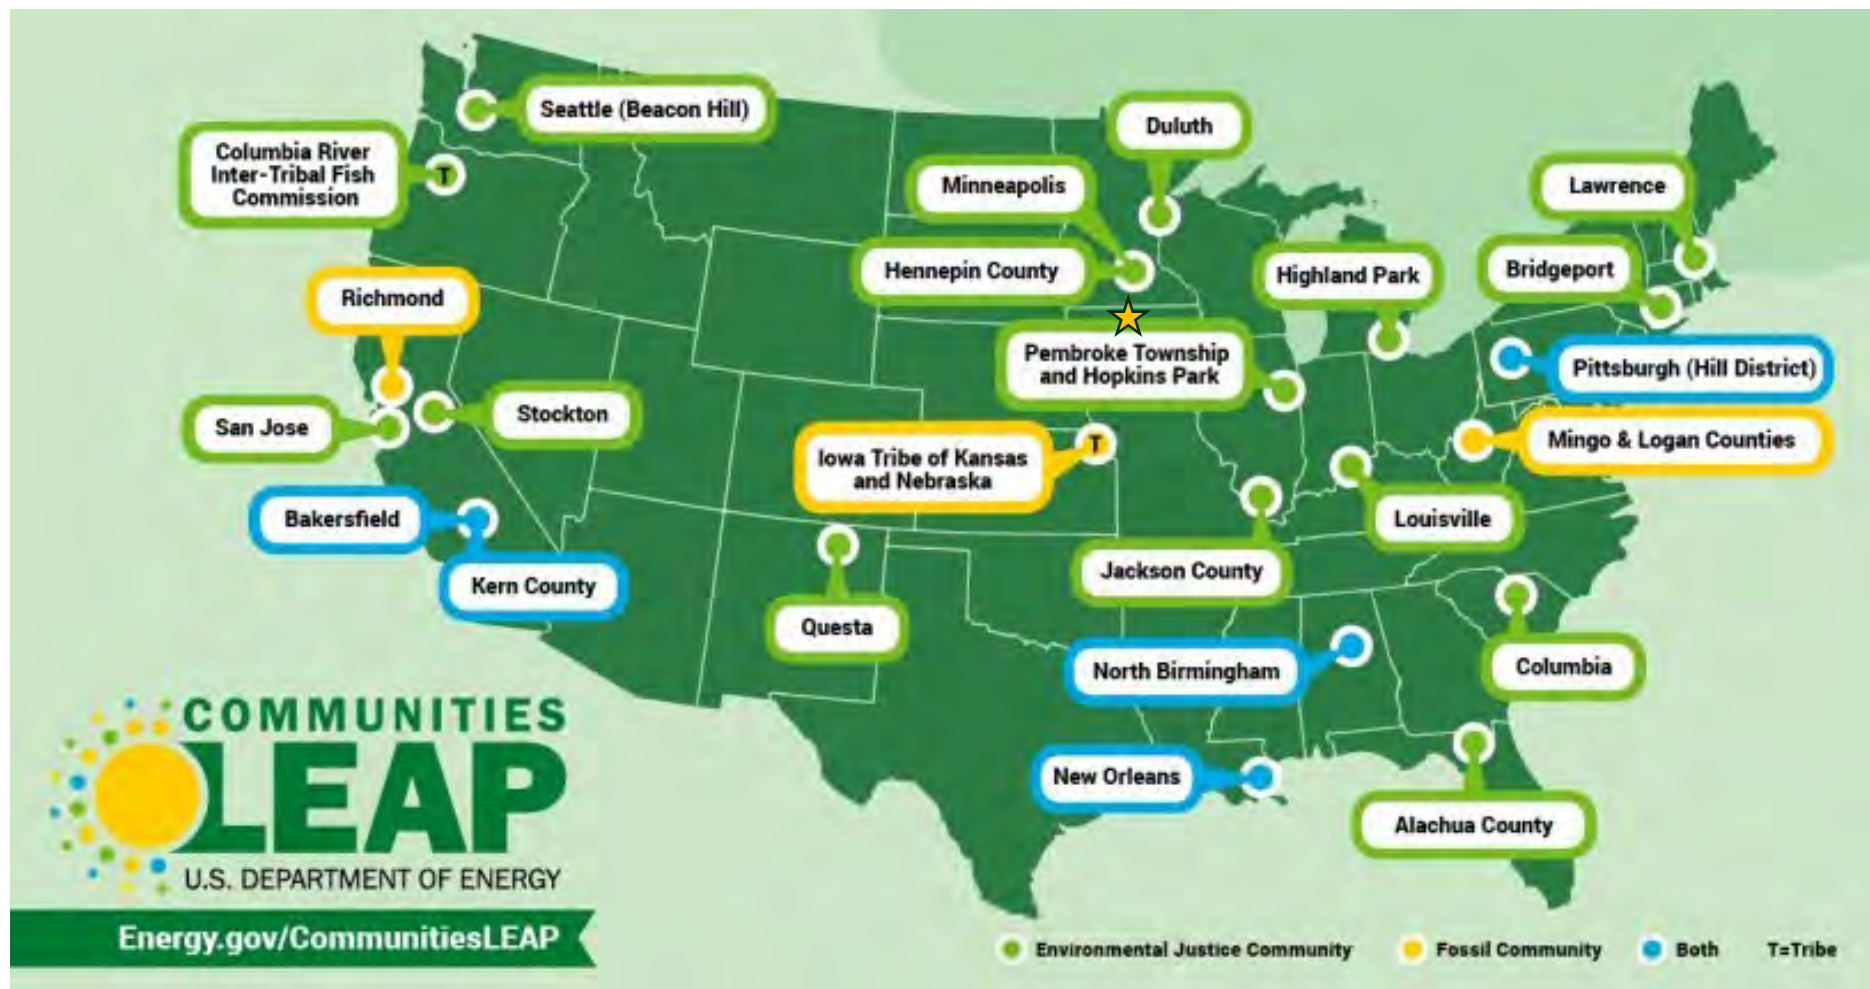 Seattle (Beacon Hill)
Columbia River
Inter-Tribal Fish
Commission
T
Duluth
Minneapolis
Lawrence
Hennepin County
Highland Park
Bridgeport
Richmond
Pembroke Township
and Hopkins Park
Pittsburgh (Hill District)
San Jose
Stockton
Iowa Tribe of Kansas
and Nebraska
T
Mingo & Logan Counties
Bakersfield
Louisville
Kern County
Jackson County
Questa
North Birmingham
Columbia
New Orleans
Alachua County
COMMUNITIES
LEAP
U.S. DEPARTMENT OF ENERGY
Energy.gov/CommunitiesLEAP
Environmental Justice Community
Fossil Community
Both
T=Tribe